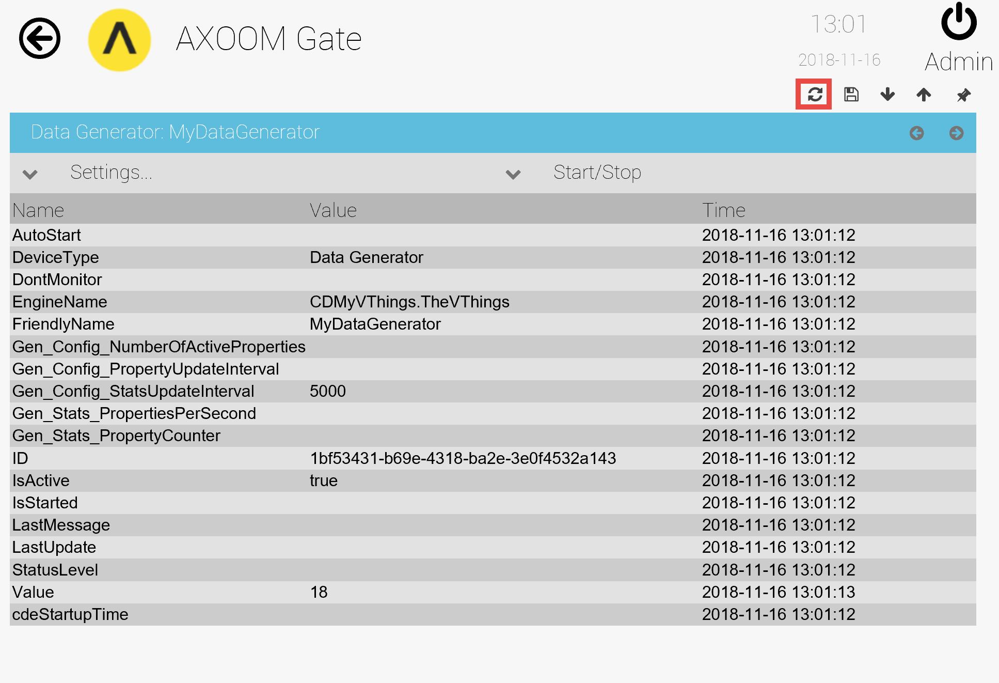 AXOOM Gate
13:01
2018-11-16
Admin
Data Generator: MyDataGenerator
Settings... Start/Stop
Name Value Time
AutoStart 2018-11-16 13:01:12
DeviceType Data Generator 2018-11-16 13:01:12
DontMonitor 2018-11-16 13:01:12
EngineName CDMyVThings.TheVThings 2018-11-16 13:01:12
FriendlyName MyDataGenerator 2018-11-16 13:01:12
Gen_Config_NumberOfActiveProperties 2018-11-16 13:01:12
Gen_Config_PropertyUpdateInterval 2018-11-16 13:01:12
Gen_Config_StatsUpdateInterval 5000 2018-11-16 13:01:12
Gen_Stats_PropertiesPerSecond 2018-11-16 13:01:12
Gen_Stats_PropertyCounter 2018-11-16 13:01:12
ID 1bf53431-b69e-4318-ba2e-3e0f4532a143 2018-11-16 13:01:12
IsActive true 2018-11-16 13:01:12
IsStarted 2018-11-16 13:01:12
LastMessage 2018-11-16 13:01:12
LastUpdate 2018-11-16 13:01:12
StatusLevel 2018-11-16 13:01:12
Value 18 2018-11-16 13:01:13
cdeStartupTime 2018-11-16 13:01:12